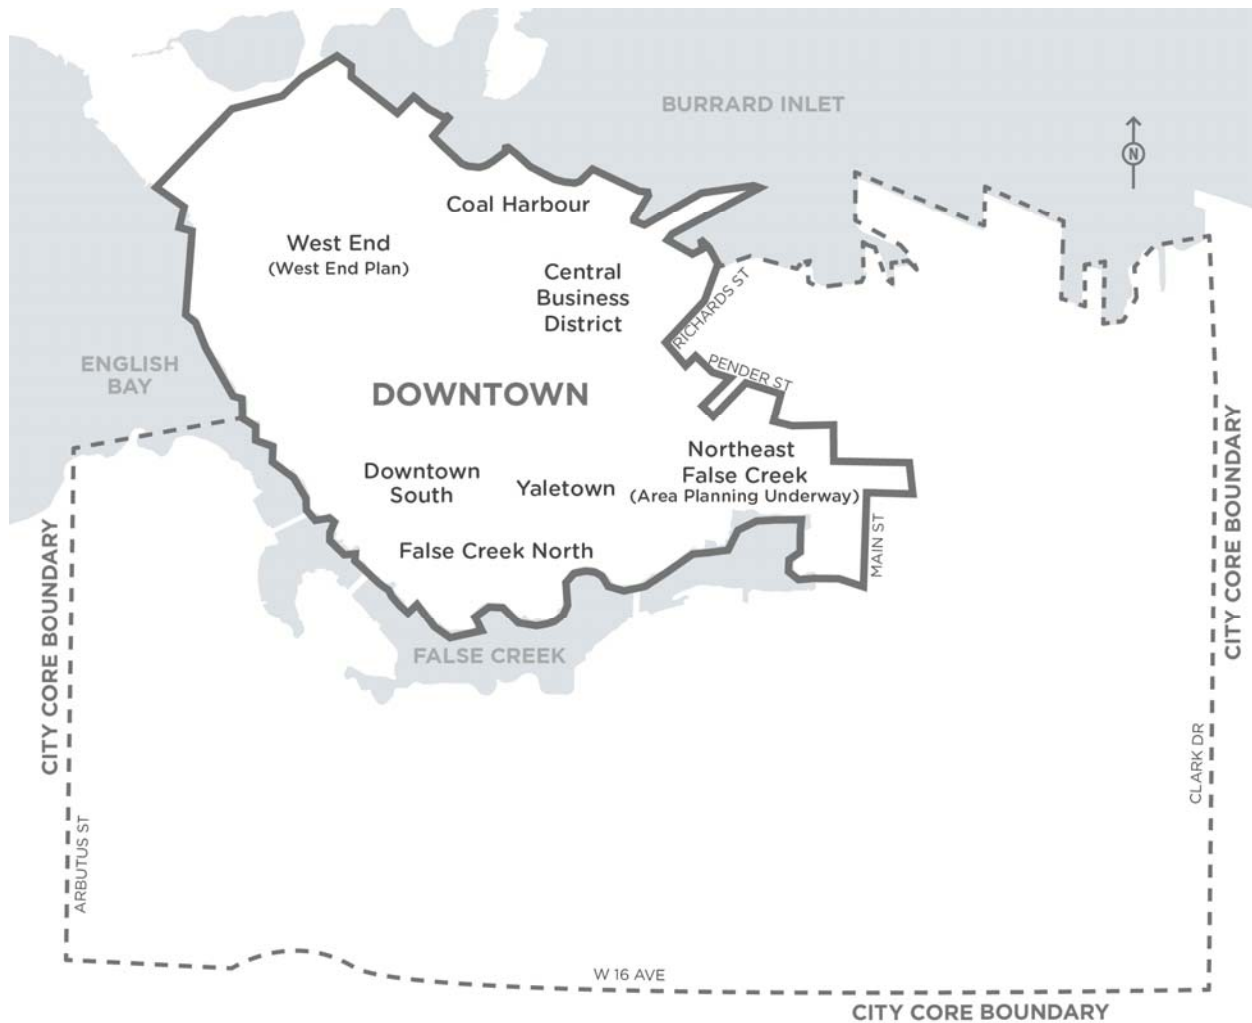 BURRARD INLET
N
Coal Harbour
West End
(West End Plan)
Central
Business
District
RICHARDS ST
PENDER ST
ENGLISH
BAY
DOWNTOWN
Northeast
False Creek
(Area Planning Underway)
Downtown
South
Yaletown
False Creek North
MAIN ST
FALSE CREEK
CITY CORE BOUNDARY
CITY CORE BOUNDARY
ARBUTUS ST
CLARK DR
W 16 AVE
CITY CORE BOUNDARY